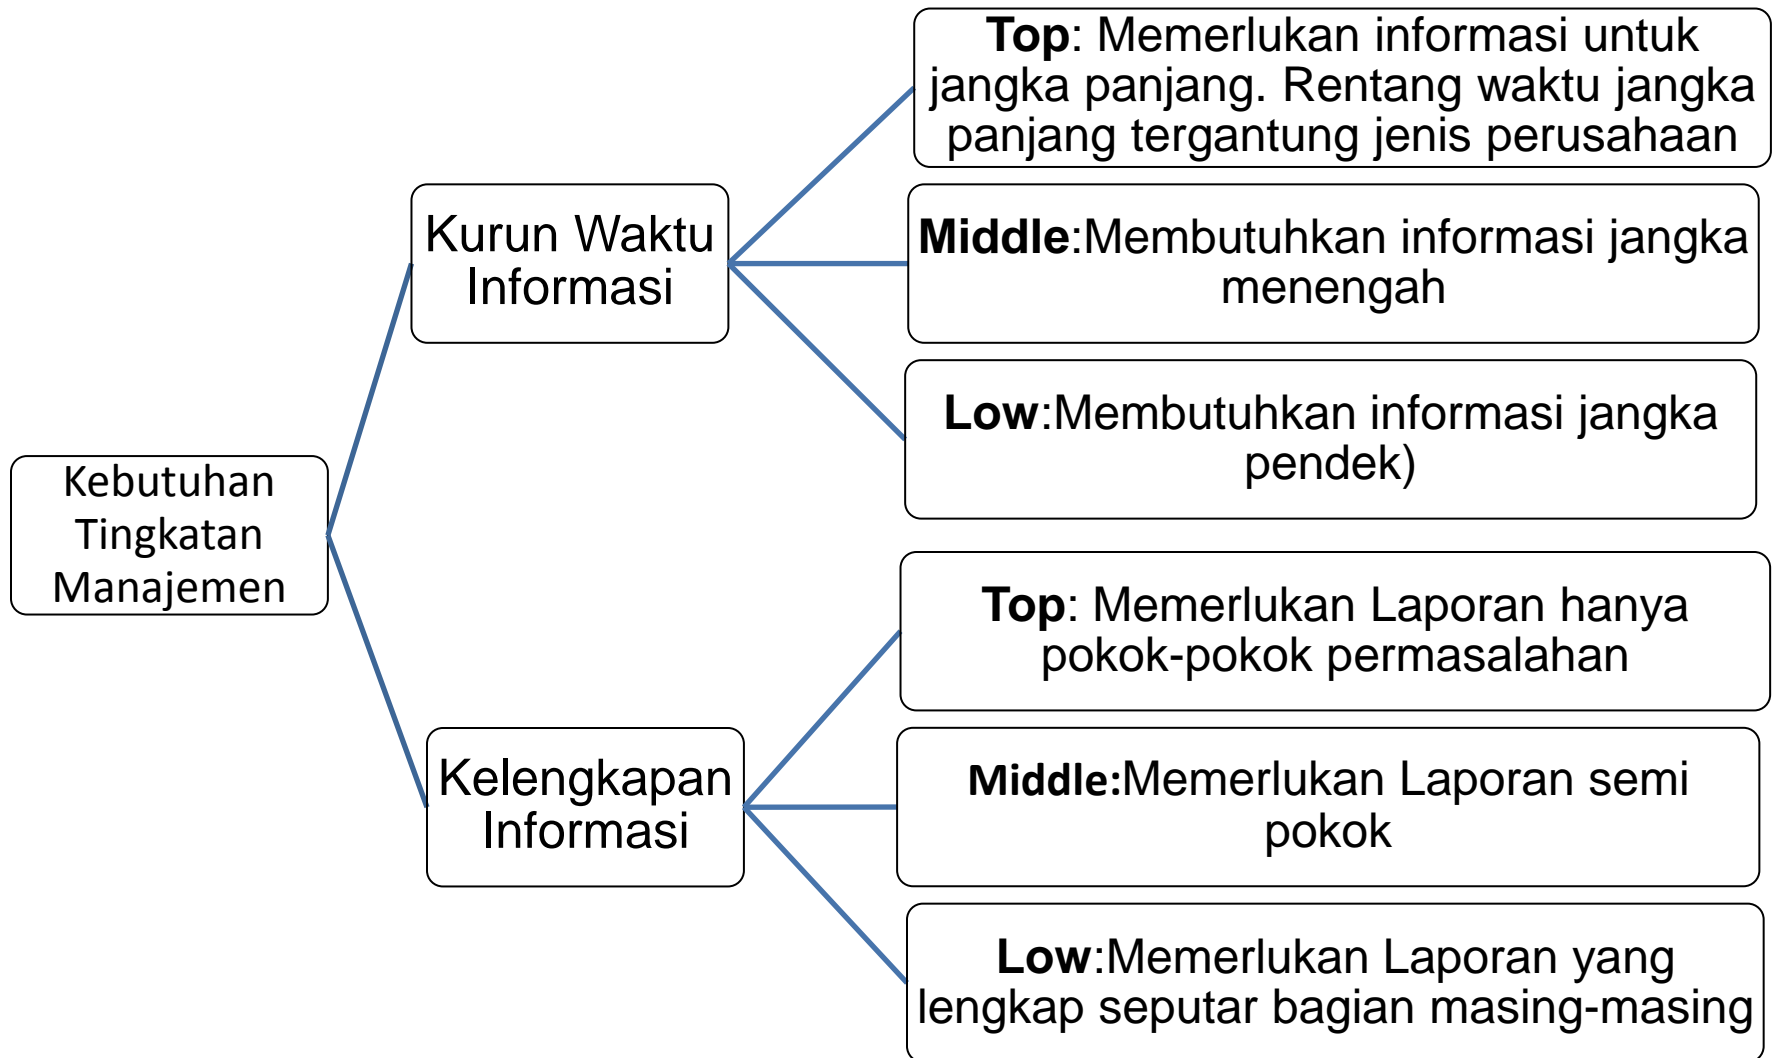 Kebutuhan
Tingkatan
Manajemen
Kurun Waktu
Informasi
Top: Memerlukan informasi untuk
jangka panjang. Rentang waktu jangka
panjang tergantung jenis perusahaan
Middle:Membutuhkan informasi jangka
menengah
Low:Membutuhkan informasi jangka
pendek)
Kelengkapan
Informasi
Top: Memerlukan Laporan hanya
pokok-pokok permasalahan
Middle:Memerlukan Laporan semi
pokok
Low:Memerlukan Laporan yang
lengkap seputar bagian masing-masing